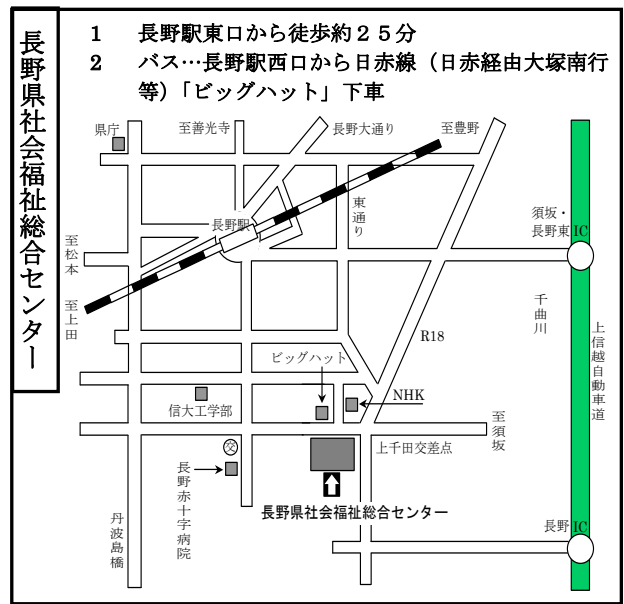 長野県社会福祉総合センター
1 長野駅東口から徒歩約25分
2 バス…長野駅西口から日赤線（日赤経由大塚南行
等）「ビッグハット」下車
県庁
至善光寺
長野大通り
至豊野
東通り
長野駅
須坂・
長野東IC
至松本
至上田
千曲川
上信越自動車道
R18
ビッグハット
NHK
信大工学部
至須坂
上千田交差点
交
長野赤十字病院
長野県社会福祉総合センター
丹波島橋
長野IC